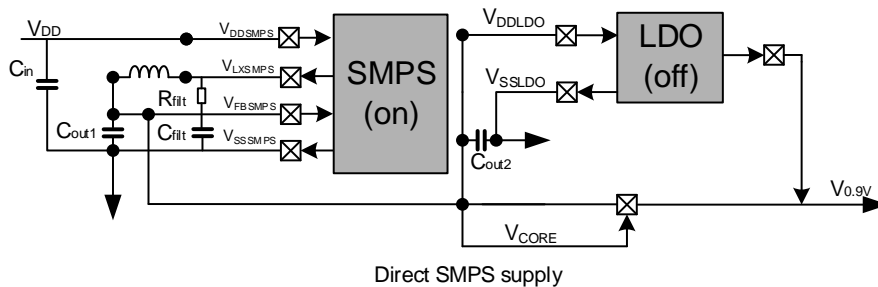 VDD
VDDSMPS
VDDLDO
LDO
(off)
Cin
VLXSMPS
SMPS
(on)
VSSLDO
Rfilt
VFBSMPS
Cout1
Cfilt
VSSSMPS
Cout2
V0.9V
VCORE
Direct SMPS supply